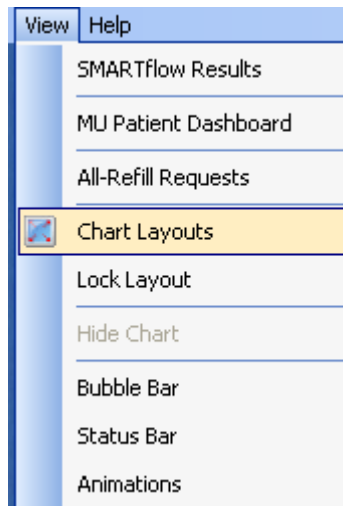 View Help
SMARTflow Results
MU Patient Dashboard
All-Refill Requests
Chart Layouts
Lock Layout
Hide Chart
Bubble Bar
Status Bar
Animations